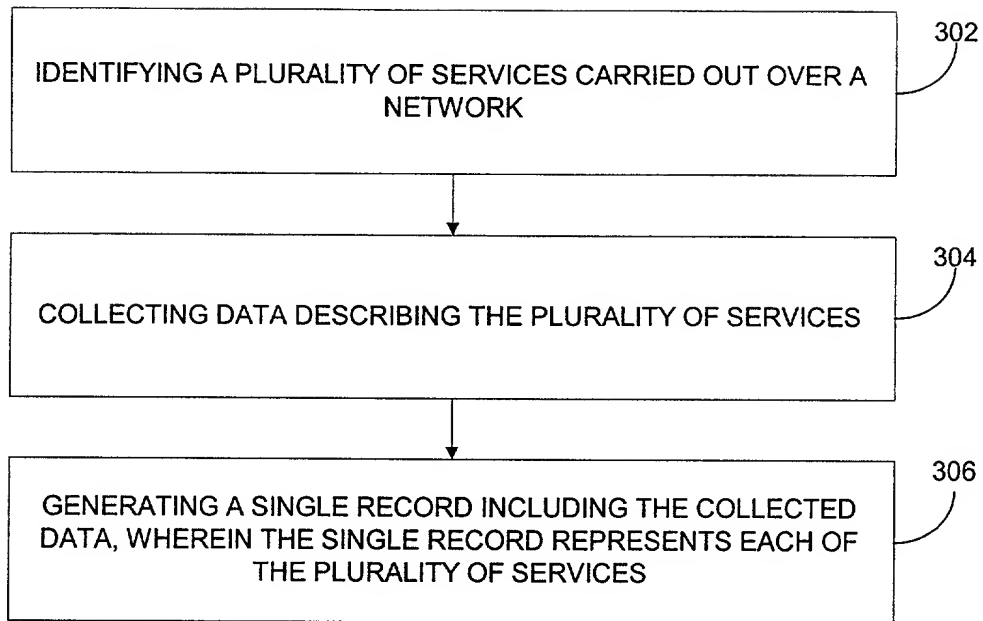 302
IDENTIFYING A PLURALITY OF SERVICES CARRIED OUT OVER A
NETWORK
304
COLLECTING DATA DESCRIBING THE PLURALITY OF SERVICES
306
GENERATING A SINGLE RECORD INCLUDING THE COLLECTED
DATA, WHEREIN THE SINGLE RECORD REPRESENTS EACH OF
THE PLURALITY OF SERVICES